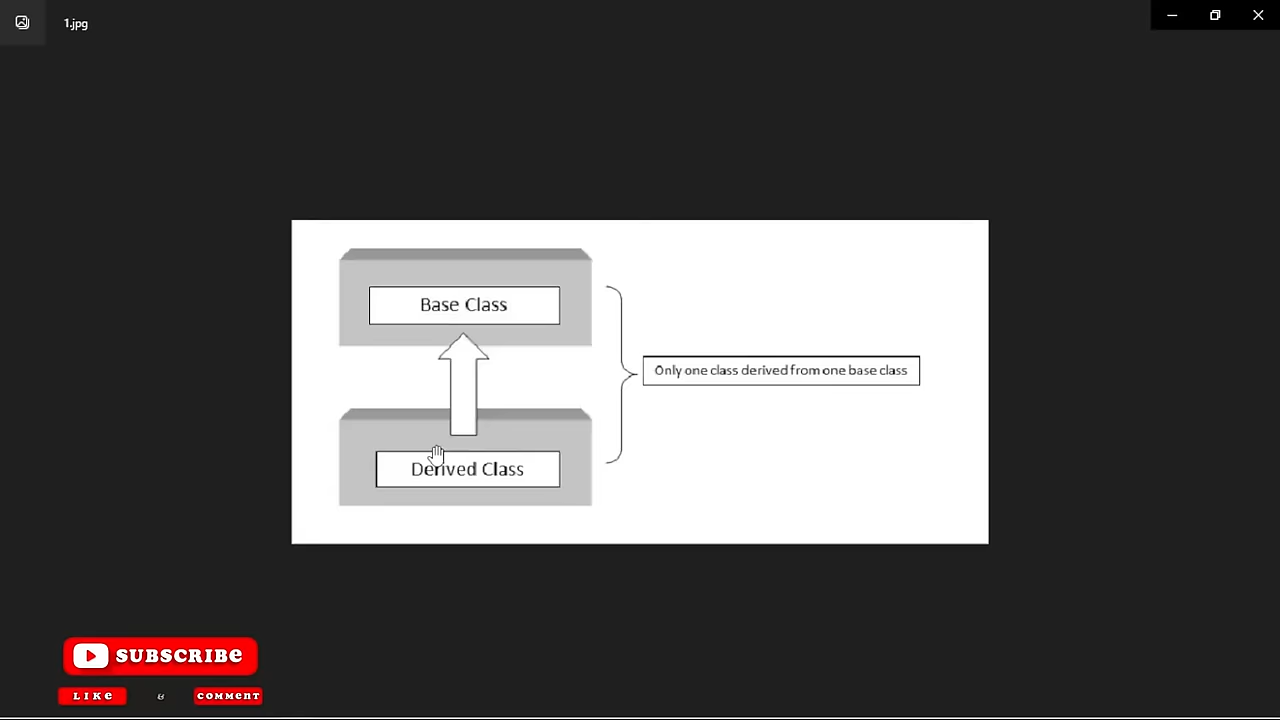 1.jpg
Base Class
Only one class derived from one base class
Derived Class
SUBSCRIBE
LIKE & COMMENT